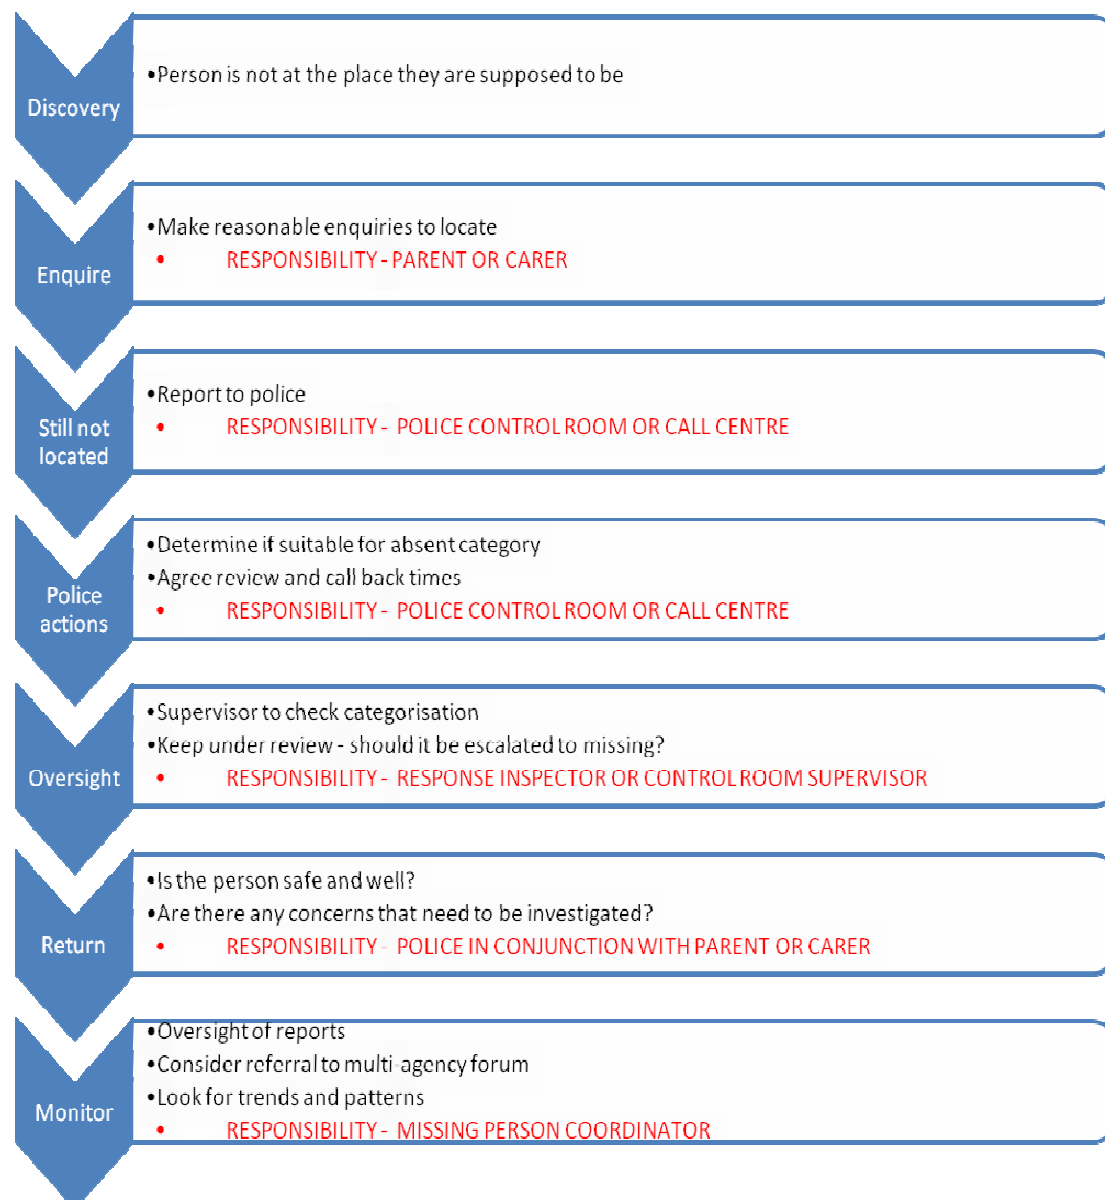 Discovery
•Person is not at the place they are supposed to be
Enquire
•Make reasonable enquiries to locate
• RESPONSIBILITY - PARENT OR CARER
Still not
located
•Report to police
• RESPONSIBILITY - POLICE CONTROL ROOM OR CALL CENTRE
Police
actions
•Determine if suitable for absent category
•Agree review and call back times
• RESPONSIBILITY - POLICE CONTROL ROOM OR CALL CENTRE
Oversight
•Supervisor to check categorisation
•Keep under review - should it be escalated to missing?
• RESPONSIBILITY - RESPONSE INSPECTOR OR CONTROL ROOM SUPERVISOR
Return
•Is the person safe and well?
•Are there any concerns that need to be investigated?
• RESPONSIBILITY - POLICE IN CONJUNCTION WITH PARENT OR CARER
Monitor
•Oversight of reports
•Consider referral to multi-agency forum
•Look for trends and patterns
• RESPONSIBILITY - MISSING PERSON COORDINATOR